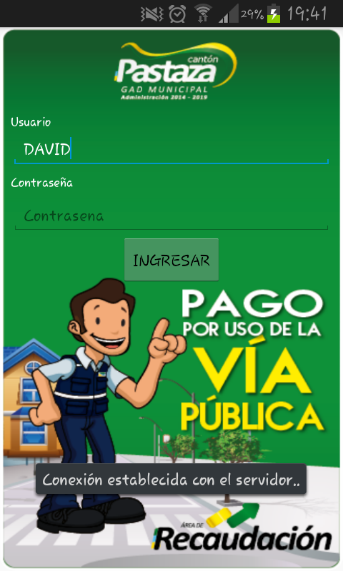 29% 19:41
cantón
Pastaza
GAD MUNICIPAL
Administración 2014 - 2019
Usuario
DAVID
Contraseña
Contrasena
INGRESAR
PAGO
POR USO DE LA
VÍA
PÚBLICA
Conexión establecida con el servidor..
ÁREA DE
Recaudación